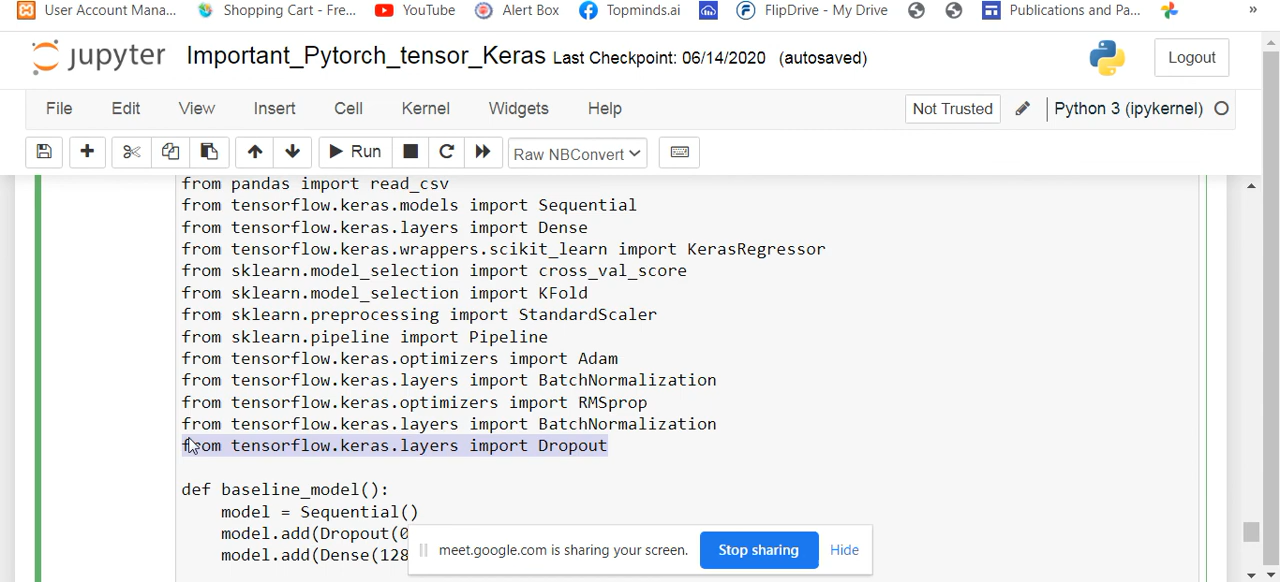 User Account Mana... Shopping Cart - Fre... YouTube Alert Box Topminds.ai FlipDrive - My Drive Publications and Pa... »
jupyter Important_Pytorch_tensor_Keras Last Checkpoint: 06/14/2020 (autosaved) Logout
File Edit View Insert Cell Kernel Widgets Help Not Trusted Python 3 (ipykernel)
Run Raw NBConvert
from pandas import read_csv
from tensorflow.keras.models import Sequential
from tensorflow.keras.layers import Dense
from tensorflow.keras.wrappers.scikit_learn import KerasRegressor
from sklearn.model_selection import cross_val_score
from sklearn.model_selection import KFold
from sklearn.preprocessing import StandardScaler
from sklearn.pipeline import Pipeline
from tensorflow.keras.optimizers import Adam
from tensorflow.keras.layers import BatchNormalization
from tensorflow.keras.optimizers import RMSprop
from tensorflow.keras.layers import BatchNormalization
from tensorflow.keras.layers import Dropout
def baseline_model():
model = Sequential()
model.add(Dropout(0
model.add(Dense(128
meet.google.com is sharing your screen. Stop sharing Hide